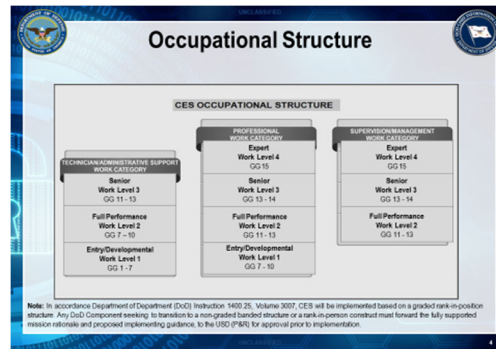 UNCLASSIFIED
Occupational Structure
CES OCCUPATIONAL STRUCTURE
TECHNICIAN/ADMINISTRATIVE SUPPORT
WORK CATEGORY
Senior
Work Level 3
GG 11 - 13
Full Performance
Work Level 2
GG 7 – 10
Entry/Developmental
Work Level 1
GG 1 - 7
PROFESSIONAL
WORK CATEGORY
Expert
Work Level 4
GG 15
Senior
Work Level 3
GG 13 - 14
Full Performance
Work Level 2
GG 11 - 13
Entry/Developmental
Work Level 1
GG 7 - 10
SUPERVISION/MANAGEMENT
WORK CATEGORY
Expert
Work Level 4
GG 15
Senior
Work Level 3
GG 13 - 14
Full Performance
Work Level 2
GG 11 - 13
Note: In accordance Department of Department (DoD) Instruction 1400.25, Volume 3007, CES will be implemented based on a graded rank-in-position
structure. Any DoD Component seeking to transition to a non-graded banded structure or a rank-in-person construct must forward the fully supported
mission rationale and proposed implementing guidance, to the USD (P&R) for approval prior to implementation.
UNCLASSIFIED
4